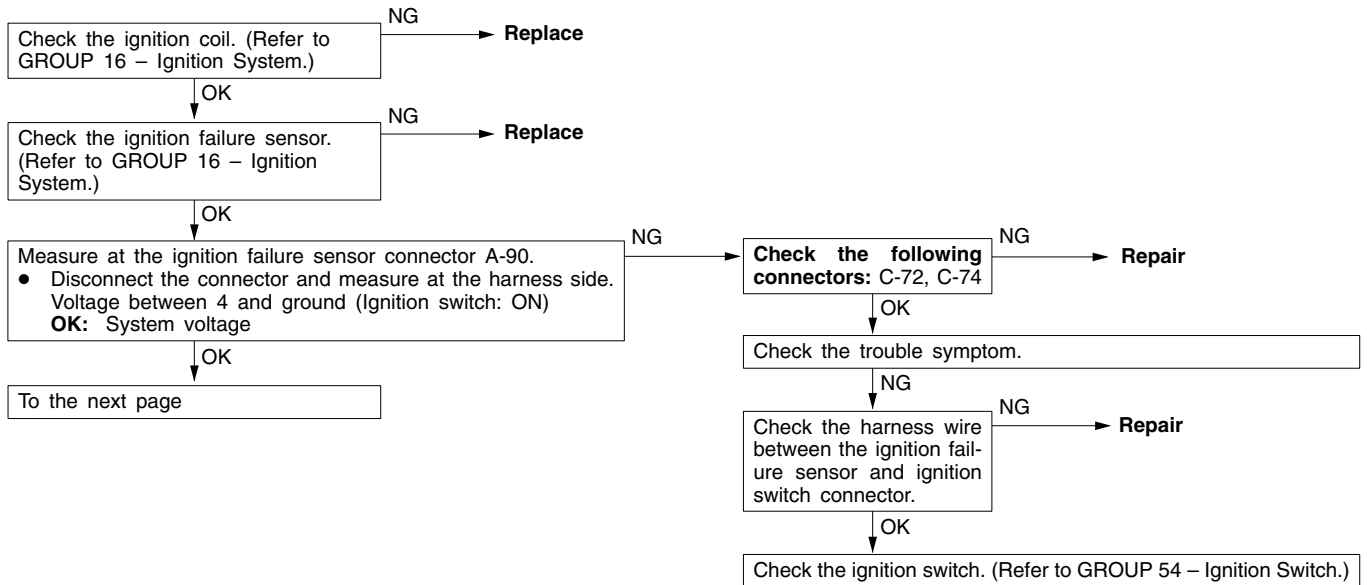 Check the ignition coil. (Refer to
GROUP 16 – Ignition System.)
NG
Replace
OK
Check the ignition failure sensor.
(Refer to GROUP 16 – Ignition
System.)
NG
Replace
OK
Measure at the ignition failure sensor connector A-90.
● Disconnect the connector and measure at the harness side.
Voltage between 4 and ground (Ignition switch: ON)
OK: System voltage
NG
OK
To the next page
Check the following
connectors: C-72, C-74
NG
Repair
OK
Check the trouble symptom.
NG
Check the harness wire
between the ignition fail-
ure sensor and ignition
switch connector.
NG
Repair
OK
Check the ignition switch. (Refer to GROUP 54 – Ignition Switch.)